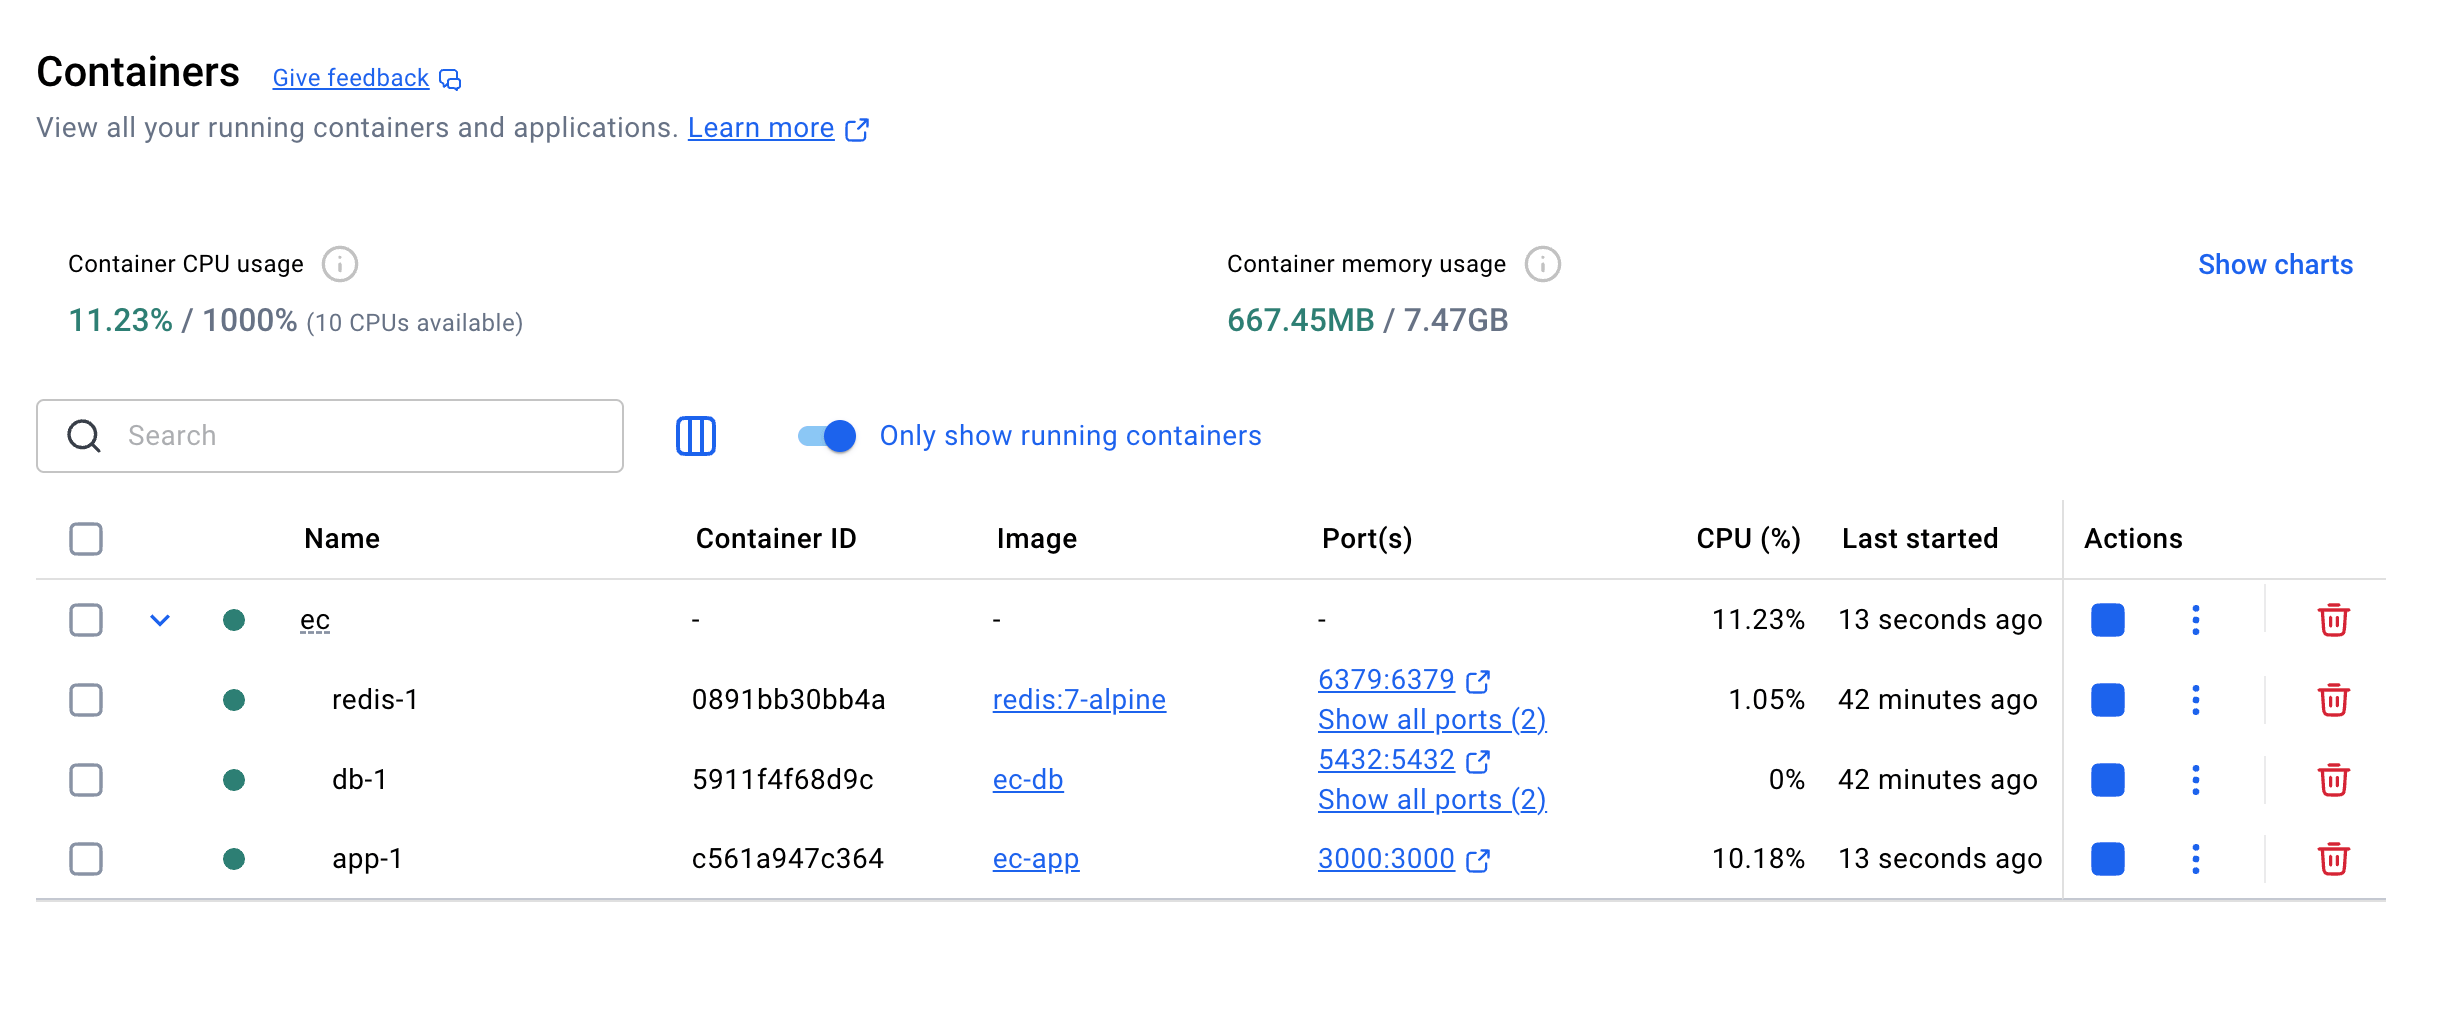 Containers Give feedback
View all your running containers and applications. Learn more
Container CPU usage Container memory usage Show charts
11.23% / 1000% (10 CPUs available) 667.45MB / 7.47GB
Search Only show running containers
Name Container ID Image Port(s) CPU (%) Last started Actions
ec - - - 11.23% 13 seconds ago
redis-1 0891bb30bb4a redis:7-alpine 6379:6379 1.05% 42 minutes ago
Show all ports (2)
db-1 5911f4f68d9c ec-db 5432:5432 0% 42 minutes ago
Show all ports (2)
app-1 c561a947c364 ec-app 3000:3000 10.18% 13 seconds ago